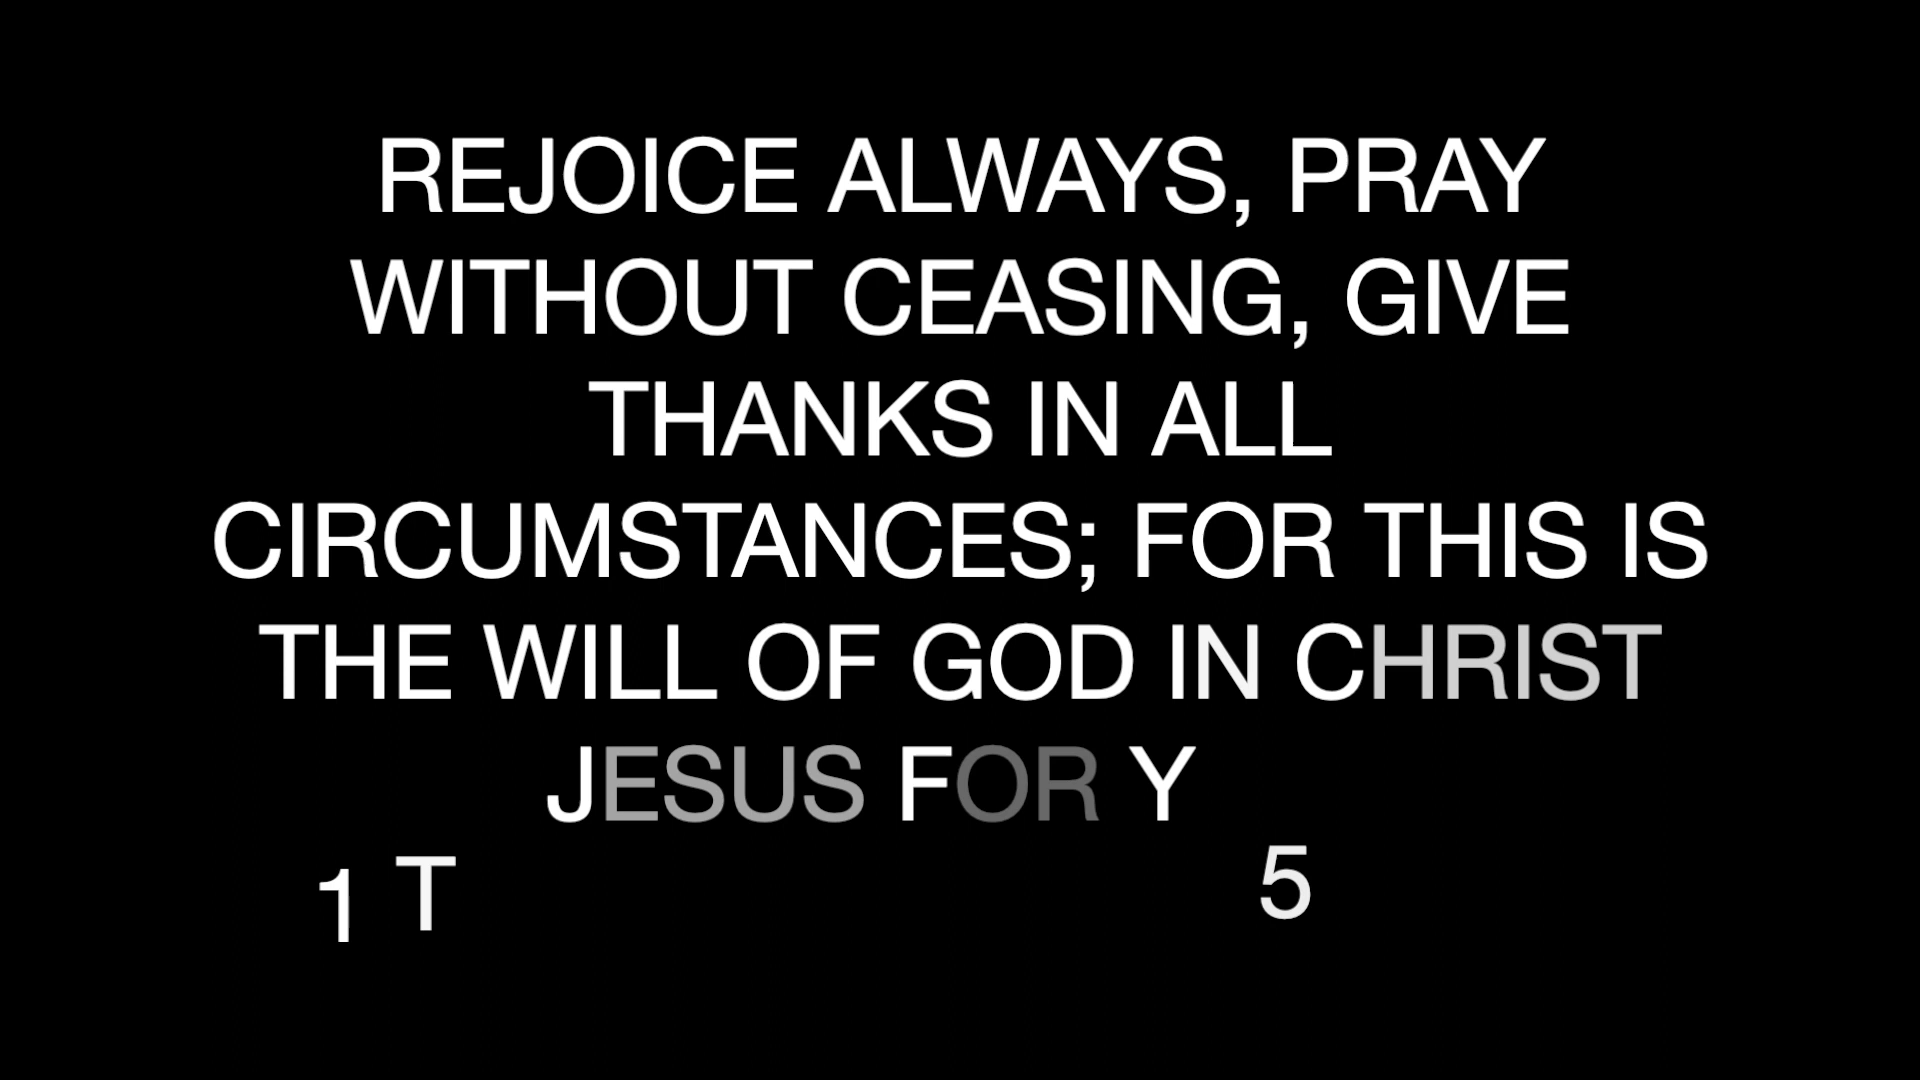 REJOICE ALWAYS, PRAY
WITHOUT CEASING, GIVE
THANKS IN ALL
CIRCUMSTANCES; FOR THIS IS
THE WILL OF GOD IN CHRIST
JESUS FOR Y
1 T 5